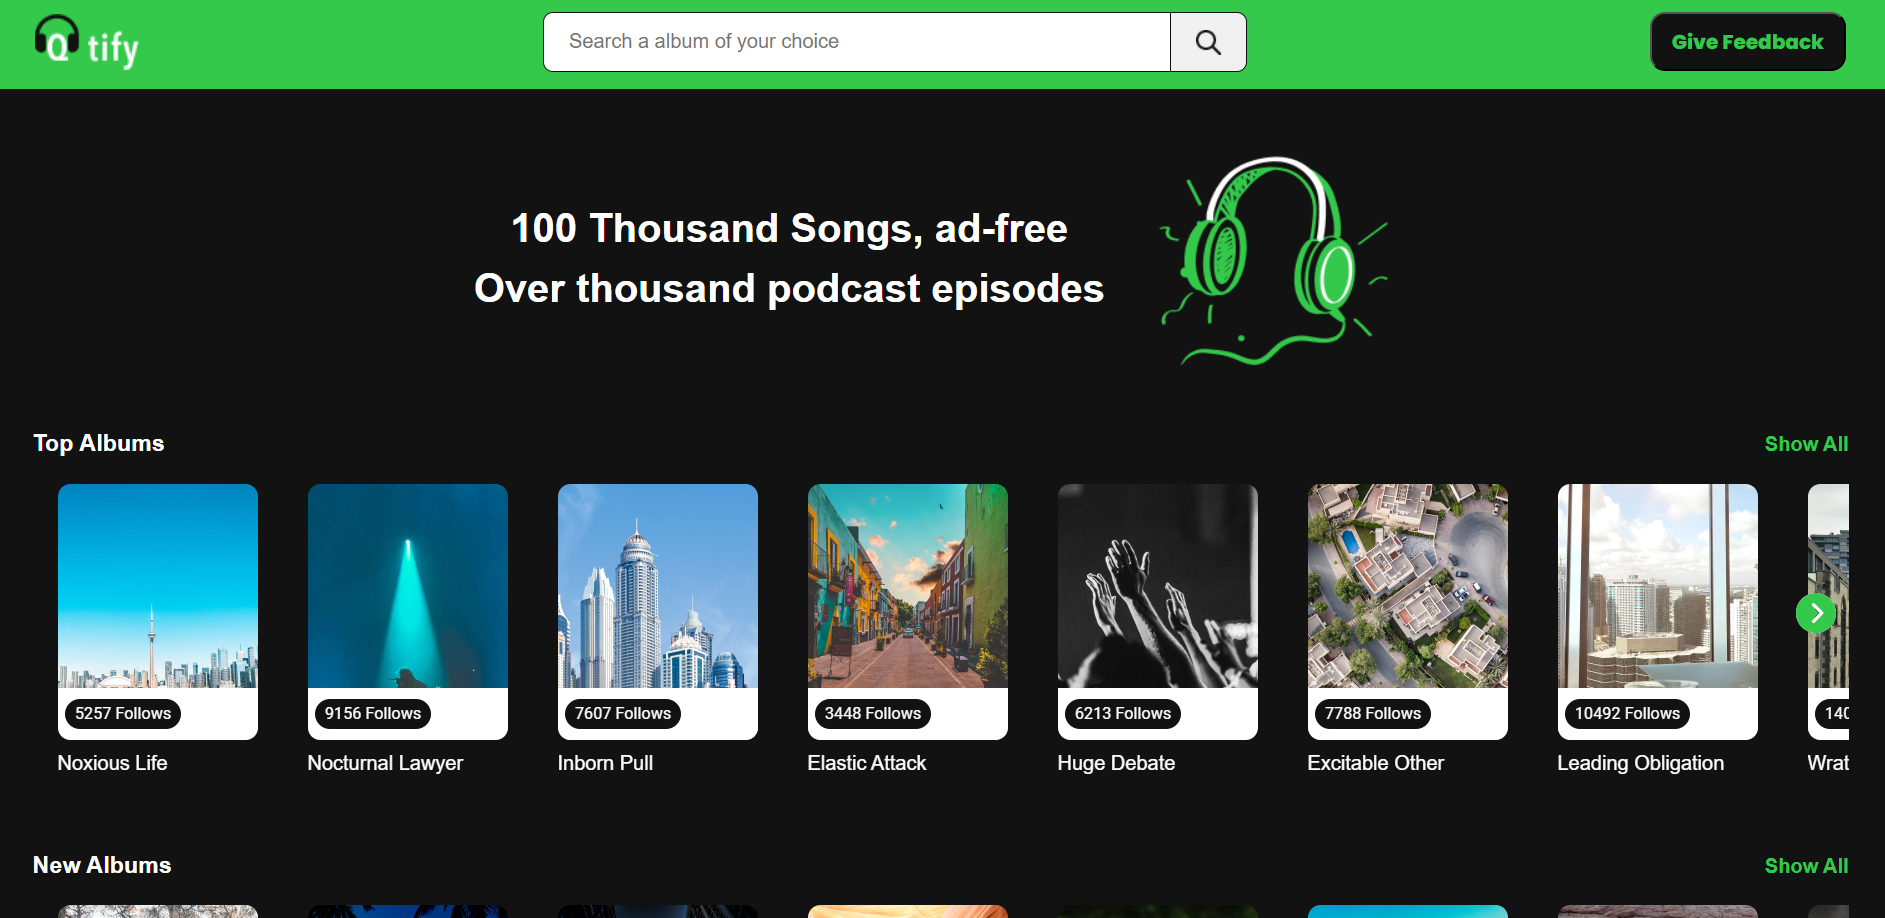 Qtify
Search a album of your choice
Give Feedback
100 Thousand Songs, ad-free
Over thousand podcast episodes
Top Albums
Show All
5257 Follows
9156 Follows
7607 Follows
3448 Follows
6213 Follows
7788 Follows
10492 Follows
140
Noxious Life
Nocturnal Lawyer
Inborn Pull
Elastic Attack
Huge Debate
Excitable Other
Leading Obligation
Wrat
New Albums
Show All